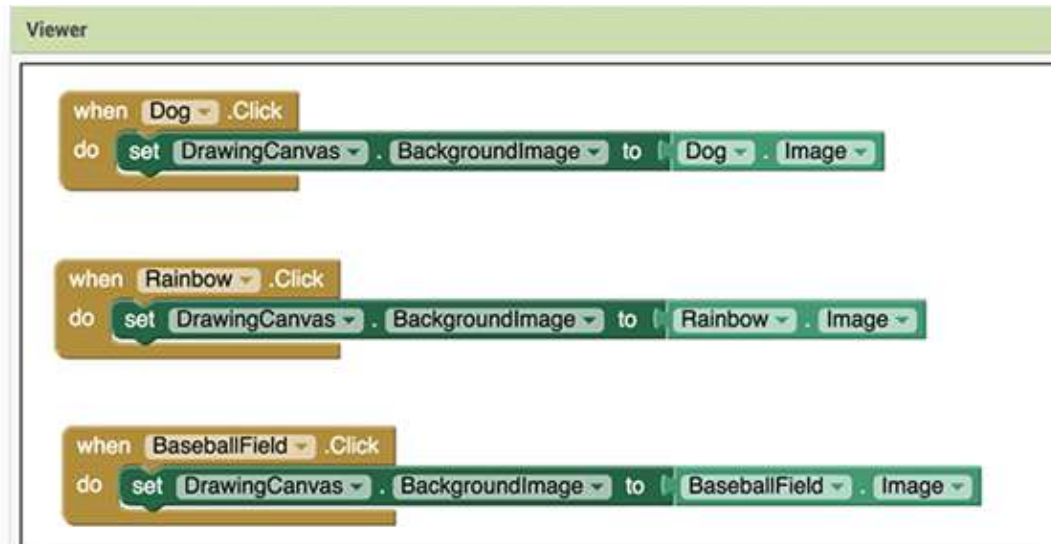 Viewer
when Dog .Click
do set DrawingCanvas . BackgroundImage to Dog . Image
when Rainbow .Click
do set DrawingCanvas . BackgroundImage to Rainbow . Image
when BaseballField .Click
do set DrawingCanvas . BackgroundImage to BaseballField . Image